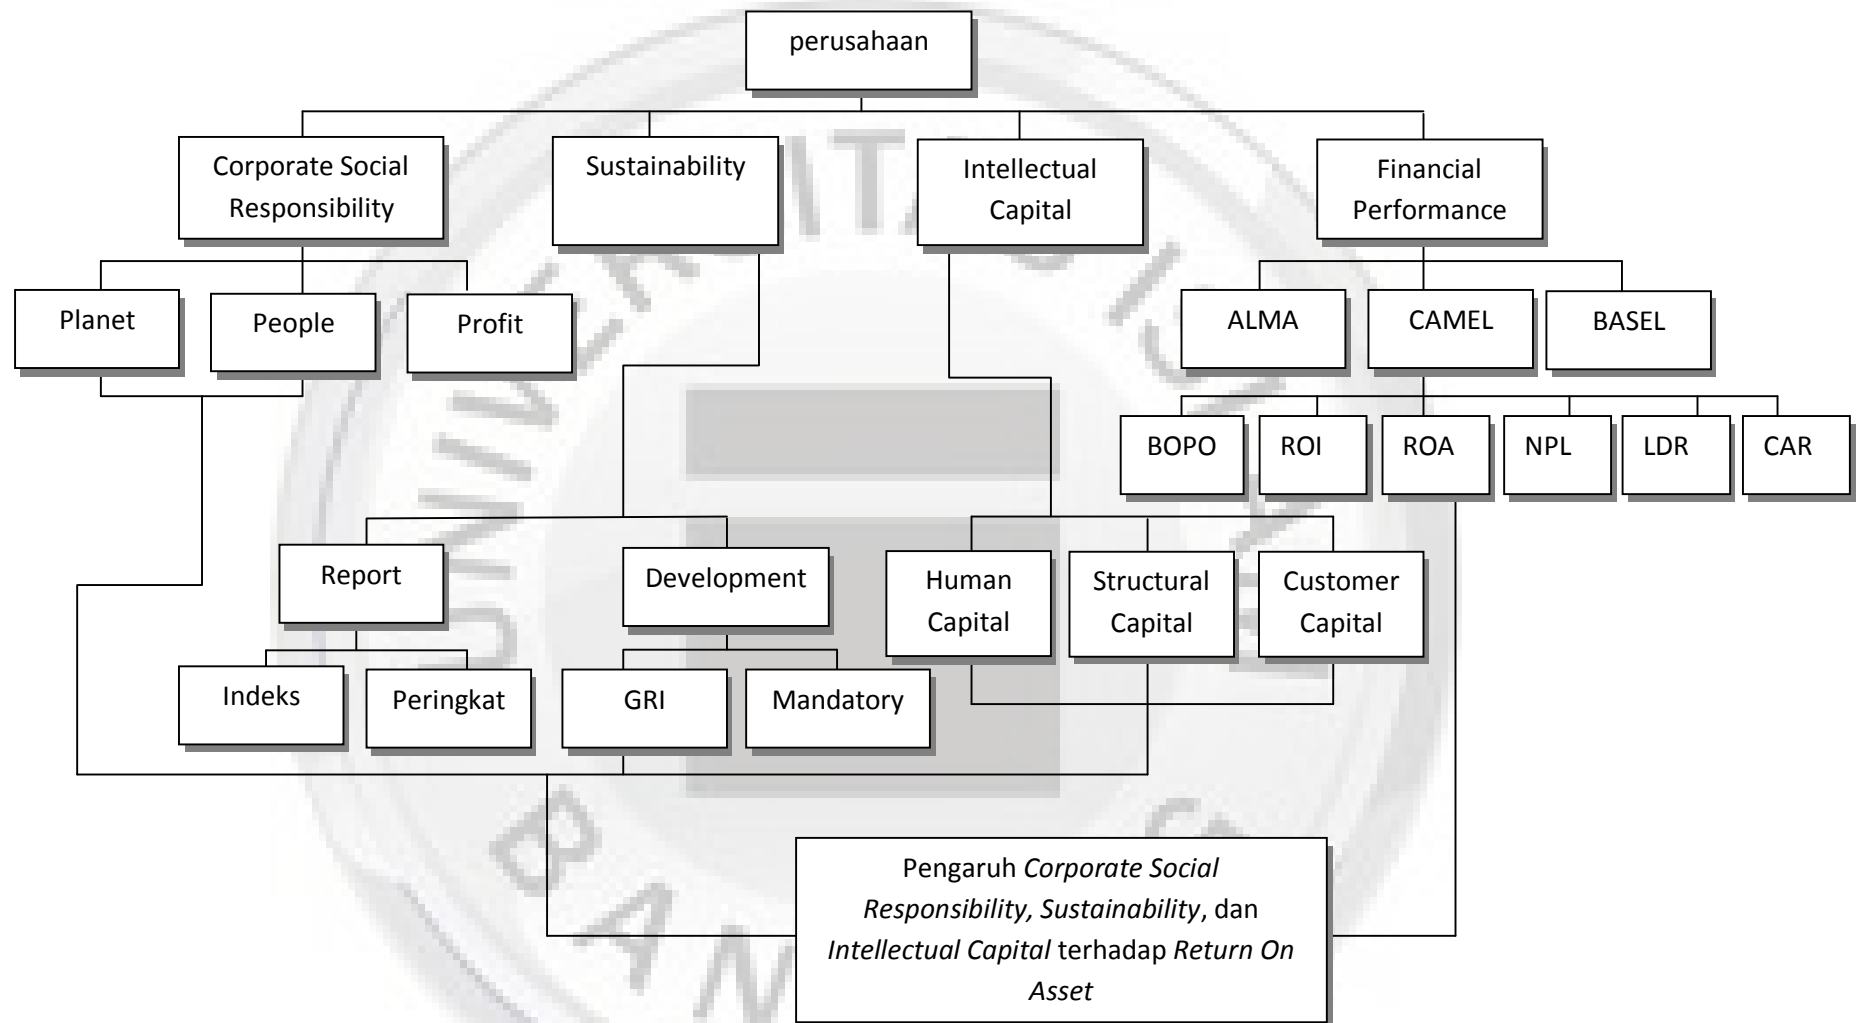 perusahaan
Corporate Social
Responsibility
Sustainability
Intellectual
Capital
Financial
Performance
Planet
People
Profit
ALMA
CAMEL
BASEL
BOPO
ROI
ROA
NPL
LDR
CAR
Report
Development
Human
Capital
Structural
Capital
Customer
Capital
Indeks
Peringkat
GRI
Mandatory
Pengaruh Corporate Social
Responsibility, Sustainability, dan
Intellectual Capital terhadap Return On
Asset